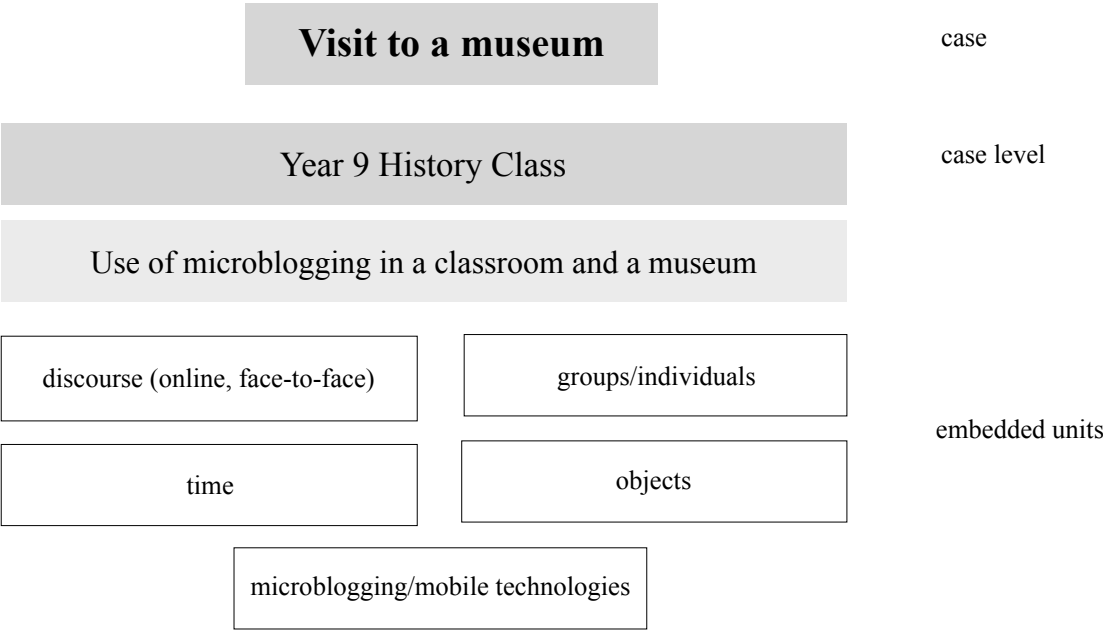 Visit to a museum
case
Year 9 History Class
case level
Use of microblogging in a classroom and a museum
discourse (online, face-to-face)
groups/individuals
embedded units
time
objects
microblogging/mobile technologies